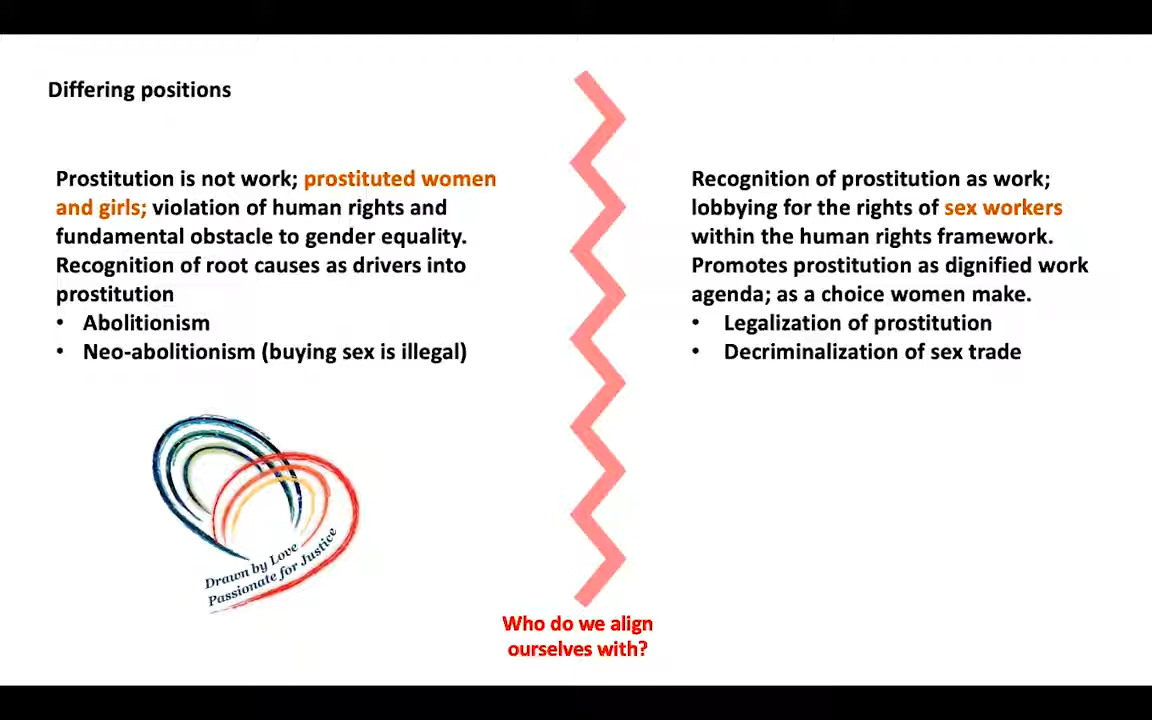 Differing positions
Prostitution is not work; prostituted women
and girls; violation of human rights and
fundamental obstacle to gender equality.
Recognition of root causes as drivers into
prostitution
• Abolitionism
• Neo-abolitionism (buying sex is illegal)
Drawn by Love
Passionate for Justice
Recognition of prostitution as work;
lobbying for the rights of sex workers
within the human rights framework.
Promotes prostitution as dignified work
agenda; as a choice women make.
• Legalization of prostitution
• Decriminalization of sex trade
Who do we align
ourselves with?